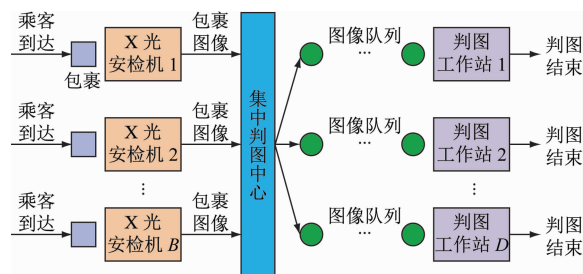 乘客
到达
包裹
X 光
安检机 1
包裹
图像
图像队列
...
判图
工作站 1
判图
结束
乘客
到达
X 光
安检机 2
包裹
图像
集中判图中心
图像队列
...
判图
工作站 2
判图
结束
⋮
⋮
乘客
到达
X 光
安检机 B
包裹
图像
图像队列
...
判图
工作站 D
判图
结束